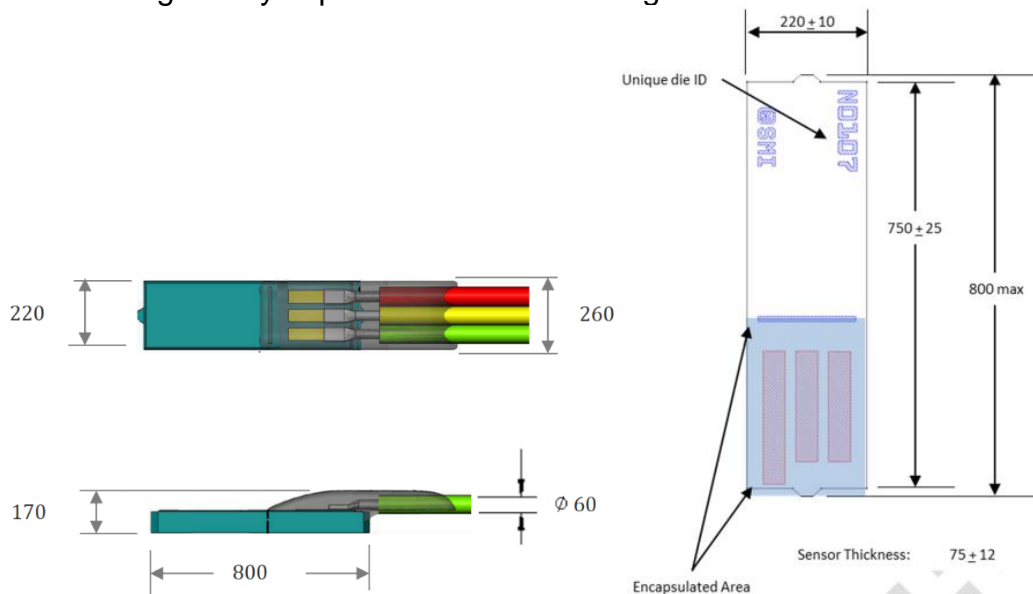 220 ± 10
Unique die ID
N0107
@SMI
750 ± 25
800 max
220
260
170
Ø 60
800
Sensor Thickness: 75 ± 12
Encapsulated Area